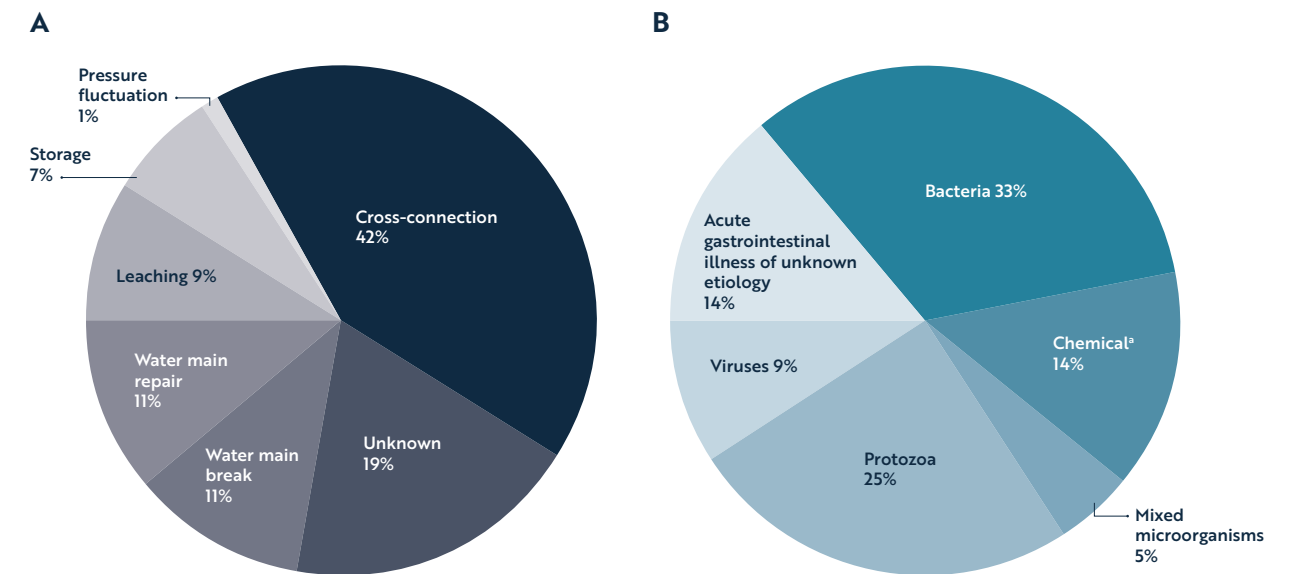 A
Pressure
fluctuation
1%
Storage
7%
Cross-connection
42%
Leaching 9%
Water main
repair
11%
Water main
break
11%
Unknown
19%
B
Bacteria 33%
Acute
gastrointestinal
illness of unknown
etiology
14%
Chemicalᵃ
14%
Viruses 9%
Protozoa
25%
Mixed
microorganisms
5%